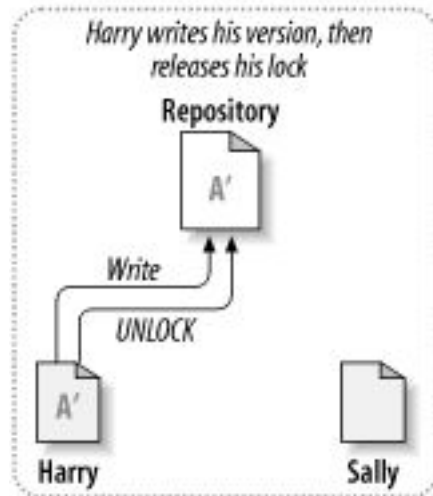 Harry writes his version, then
releases his lock
Repository
A′
Write
UNLOCK
A′
Harry
Sally